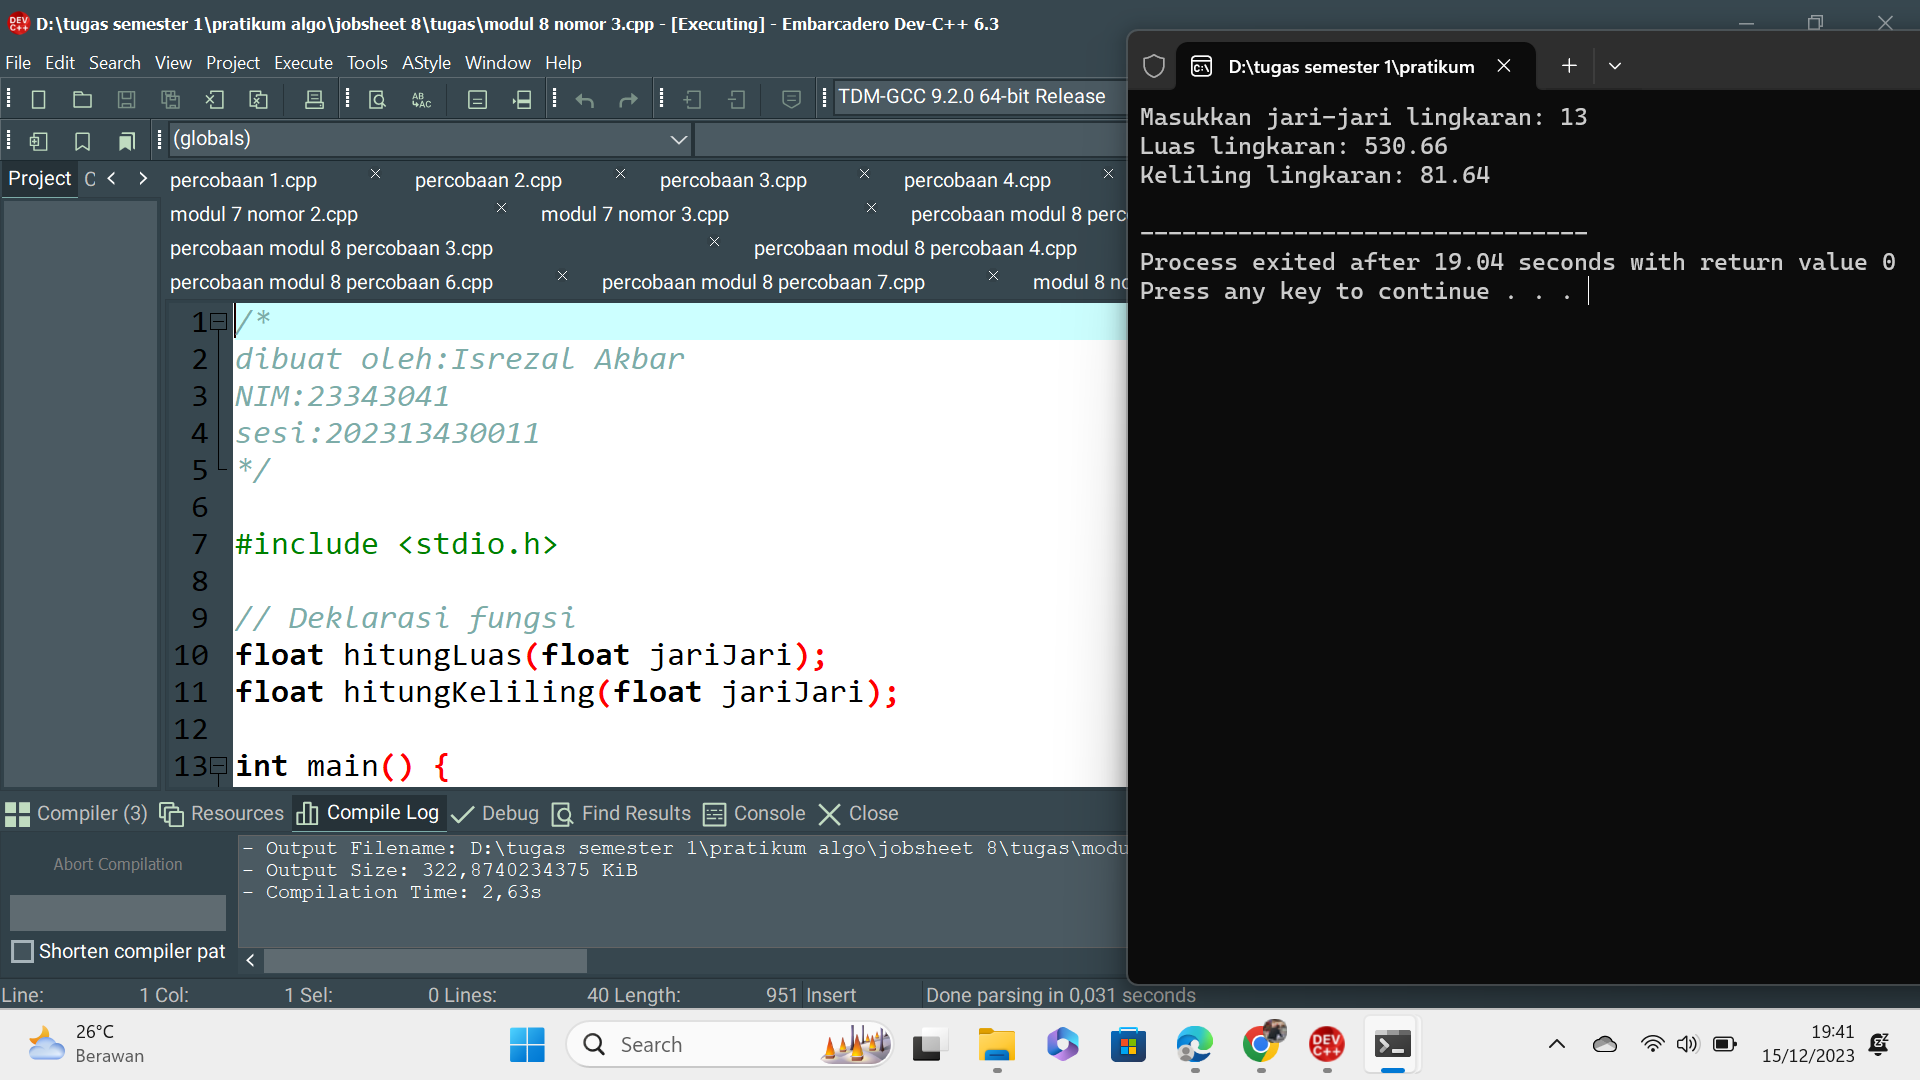 D:\tugas semester 1\pratikum algo\jobsheet 8\tugas\modul 8 nomor 3.cpp - [Executing] - Embarcadero Dev-C++ 6.3
File Edit Search View Project Execute Tools AStyle Window Help
TDM-GCC 9.2.0 64-bit Release
(globals)
Project
percobaan 1.cpp percobaan 2.cpp percobaan 3.cpp percobaan 4.cpp
modul 7 nomor 2.cpp modul 7 nomor 3.cpp percobaan modul 8 perc
percobaan modul 8 percobaan 3.cpp percobaan modul 8 percobaan 4.cpp
percobaan modul 8 percobaan 6.cpp percobaan modul 8 percobaan 7.cpp modul 8 no
1 /*
2 dibuat oleh:Isrezal Akbar
3 NIM:23343041
4 sesi:202313430011
5 */
6
7 #include <stdio.h>
8
9 // Deklarasi fungsi
10 float hitungLuas(float jariJari);
11 float hitungKeliling(float jariJari);
12
13 int main() {
Compiler (3) Resources Compile Log Debug Find Results Console Close
Abort Compilation
Shorten compiler pat
- Output Filename: D:\tugas semester 1\pratikum algo\jobsheet 8\tugas\modu
- Output Size: 322,8740234375 KiB
- Compilation Time: 2,63s
Line: 1 Col: 1 Sel: 0 Lines: 40 Length: 951 Insert Done parsing in 0,031 seconds
D:\tugas semester 1\pratikum
Masukkan jari-jari lingkaran: 13
Luas lingkaran: 530.66
Keliling lingkaran: 81.64
--------------------------------
Process exited after 19.04 seconds with return value 0
Press any key to continue . . .
26°C
Berawan
Search
DEV C++
19:41
15/12/2023